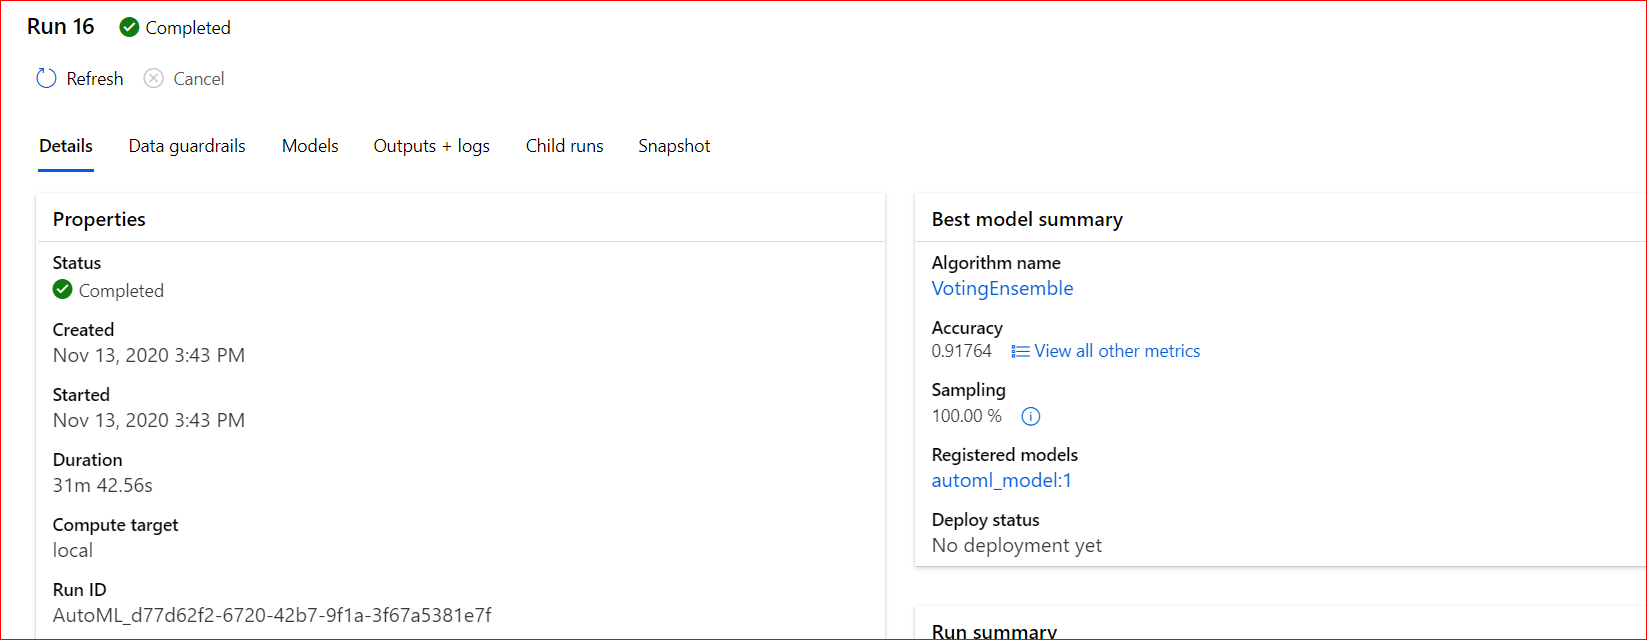 Run 16 Completed
Refresh Cancel
Details Data guardrails Models Outputs + logs Child runs Snapshot
Properties
Status
Completed
Created
Nov 13, 2020 3:43 PM
Started
Nov 13, 2020 3:43 PM
Duration
31m 42.56s
Compute target
local
Run ID
AutoML_d77d62f2-6720-42b7-9f1a-3f67a5381e7f
Best model summary
Algorithm name
VotingEnsemble
Accuracy
0.91764 View all other metrics
Sampling
100.00 %
Registered models
automl_model:1
Deploy status
No deployment yet
Run summary